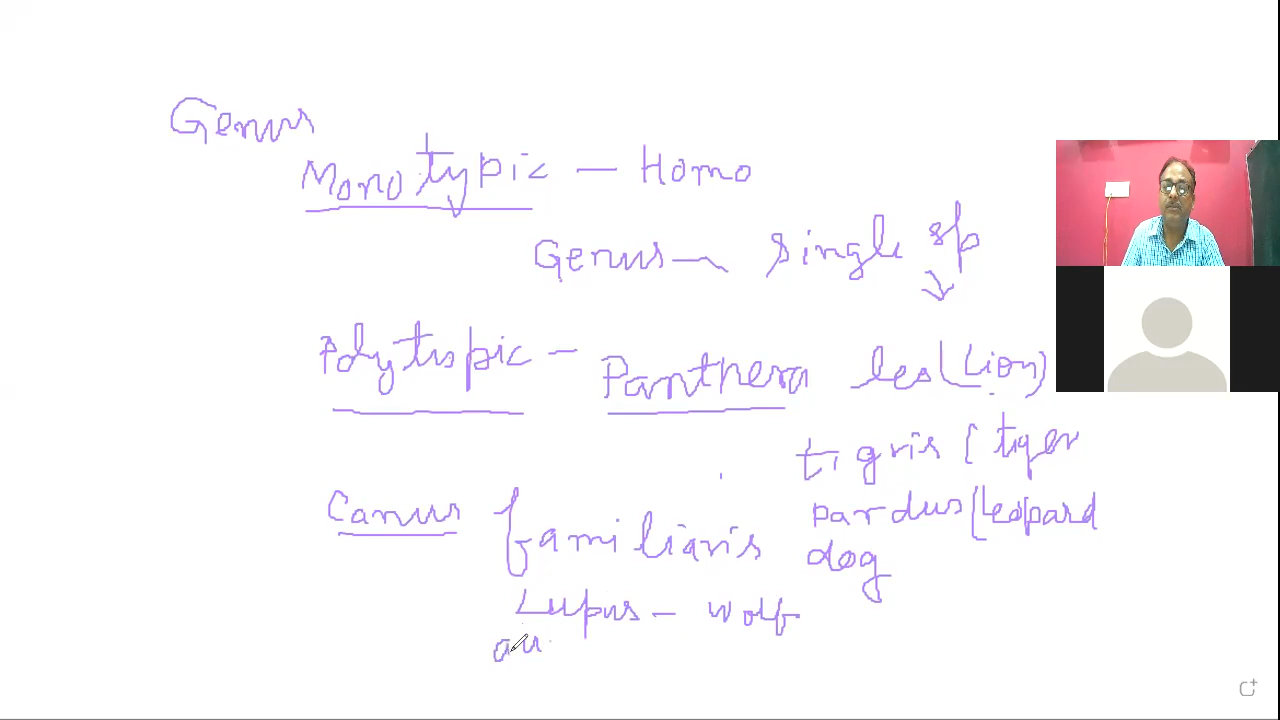 Genus
Monotypic - Homo
Genus - single sp
Polytypic - Panthera leo (Lion)
tigris ( tiger
pardus ( Leopard
Canus familiaris dog
Lupus - wolf
au